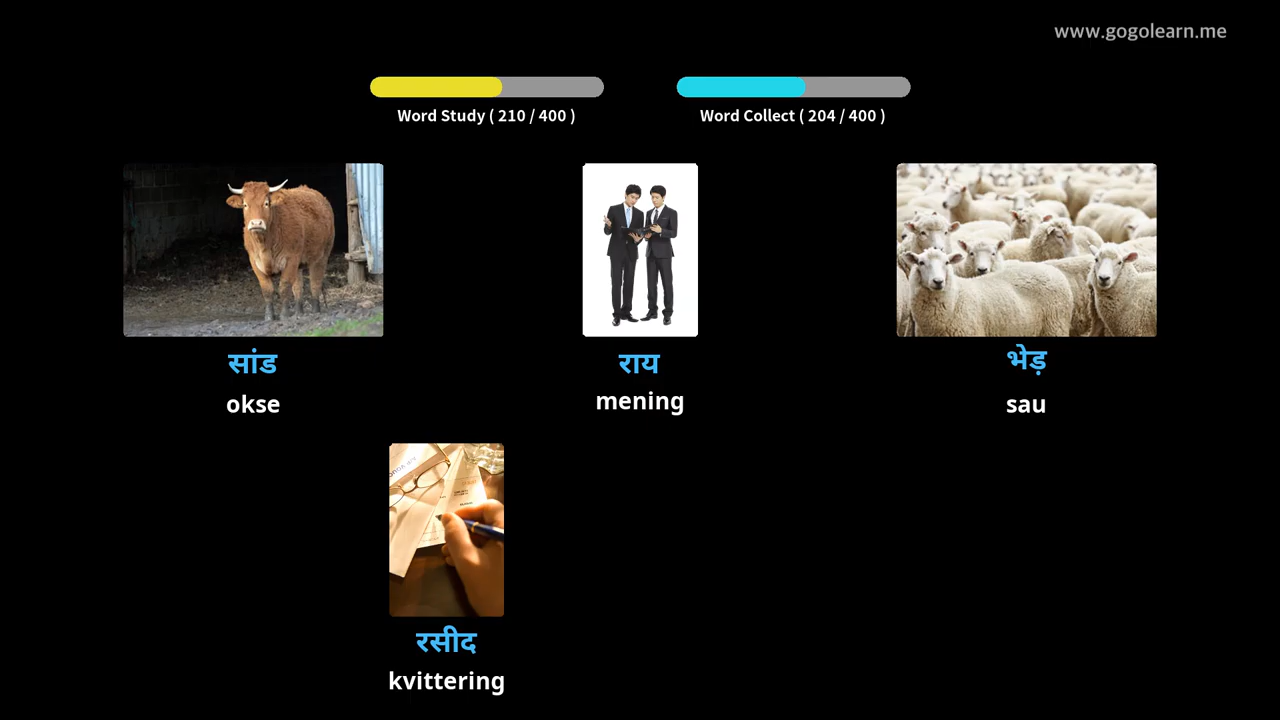 www.gogolearn.me
Word Study ( 210 / 400 )
Word Collect ( 204 / 400 )
सांड
राय
भेड़
okse
mening
sau
रसीद
kvittering